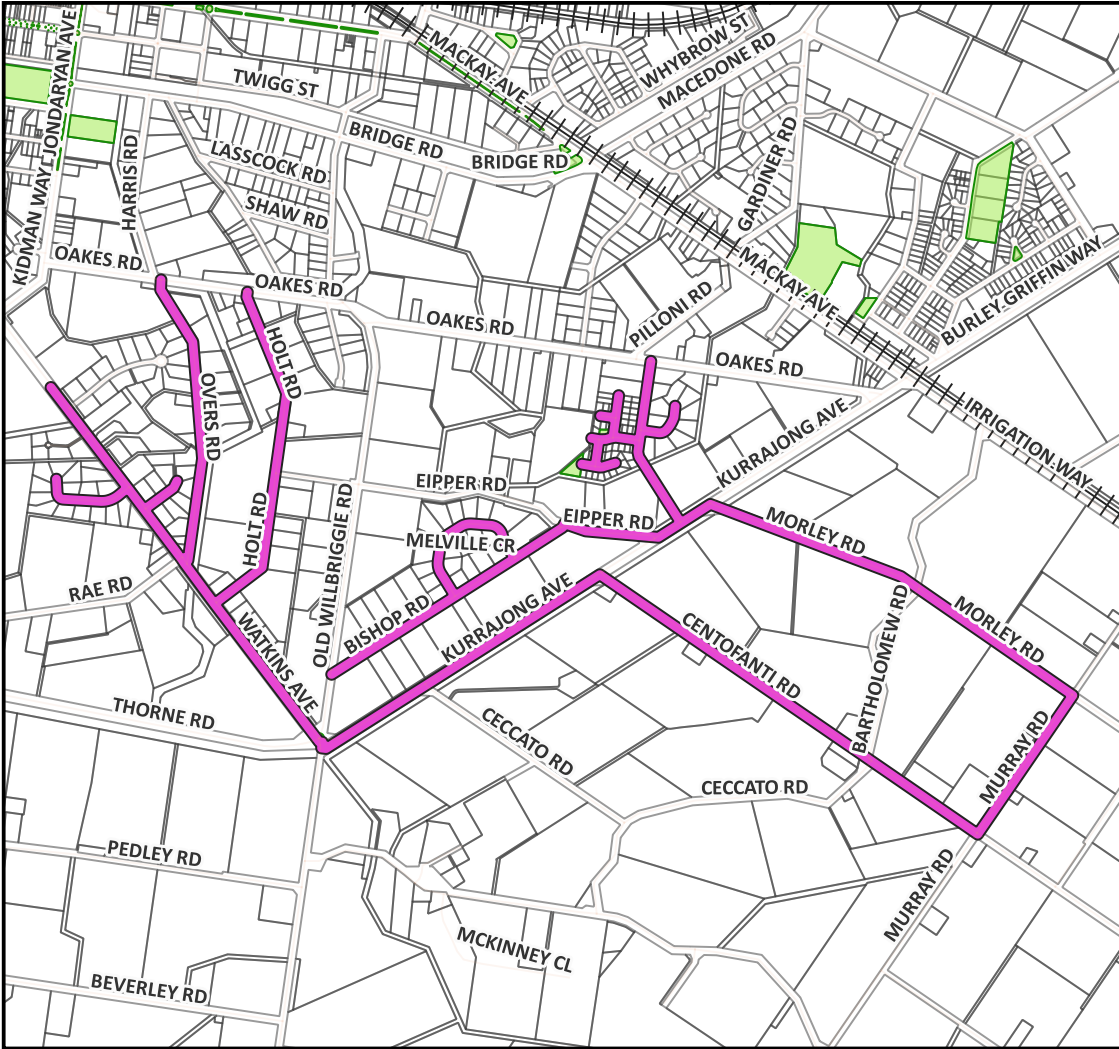 KIDMAN WAY
JONDARYAN AVE
MACKAY AVE
WHYBROW ST
MACEDONE RD
TWIGG ST
BRIDGE RD
BRIDGE RD
LASSCOCK RD
HARRIS RD
SHAW RD
GARDINER RD
OAKES RD
OAKES RD
MACKAY AVE
BURLEY GRIFFIN WAY
PILLONI RD
OAKES RD
OAKES RD
HOLT RD
OVERS RD
KURRAJONG AVE
IRRIGATION WAY
EIPPER RD
EIPPER RD
MORLEY RD
HOLT RD
MELVILLE CR
OLD WILLBRIGGIE RD
RAE RD
BISHOP RD
KURRAJONG AVE
WATKINS AVE
CENTOFANTI RD
BARTHOLOMEW RD
MORLEY RD
THORNE RD
CECCATO RD
CECCATO RD
MURRAY RD
PEDLEY RD
MURRAY RD
MCKINNEY CL
BEVERLEY RD